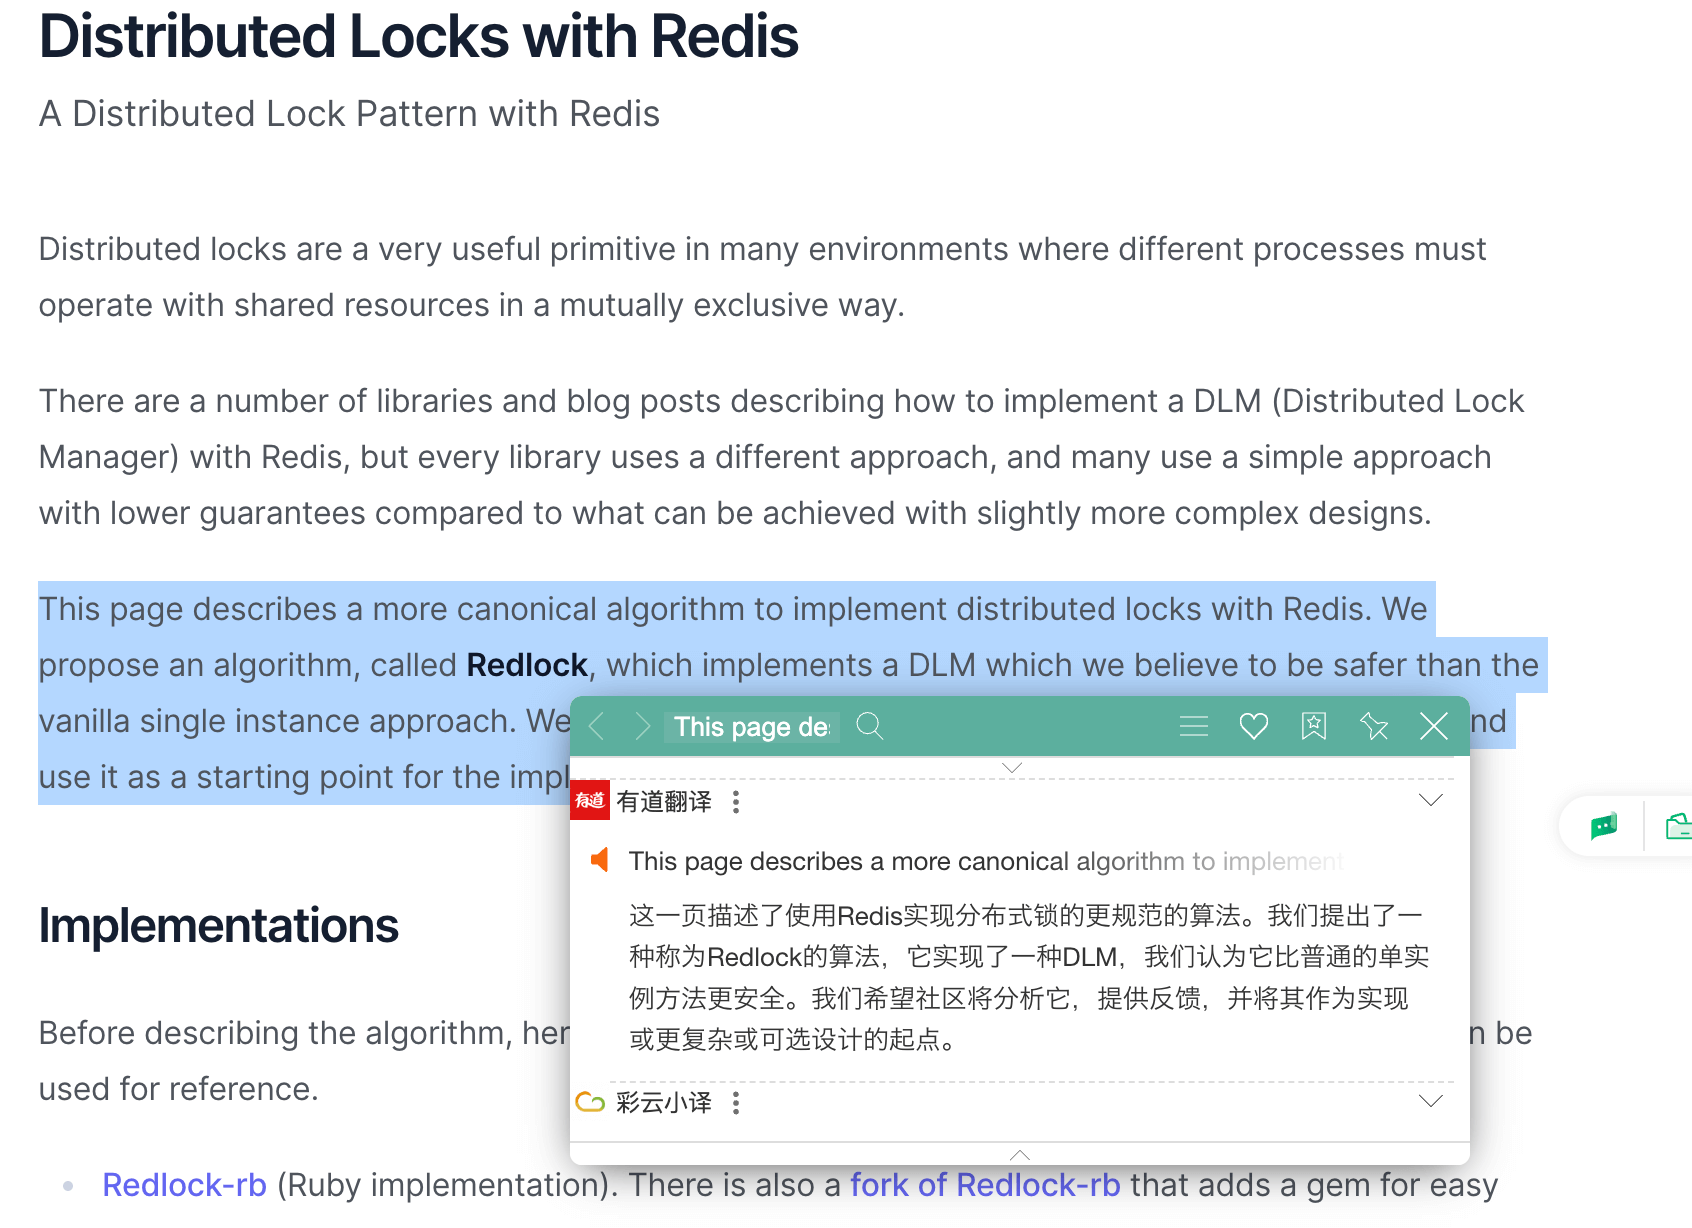 Distributed Locks with Redis
A Distributed Lock Pattern with Redis
Distributed locks are a very useful primitive in many environments where different processes must
operate with shared resources in a mutually exclusive way.
There are a number of libraries and blog posts describing how to implement a DLM (Distributed Lock
Manager) with Redis, but every library uses a different approach, and many use a simple approach
with lower guarantees compared to what can be achieved with slightly more complex designs.
This page describes a more canonical algorithm to implement distributed locks with Redis. We
propose an algorithm, called Redlock, which implements a DLM which we believe to be safer than the
vanilla single instance approach. We nd
use it as a starting point for the impl
This page de
有道 有道翻译
This page describes a more canonical algorithm to implement
这一页描述了使用Redis实现分布式锁的更规范的算法。我们提出了一
种称为Redlock的算法，它实现了一种DLM，我们认为它比普通的单实
例方法更安全。我们希望社区将分析它，提供反馈，并将其作为实现
或更复杂或可选设计的起点。
彩云小译
Implementations
Before describing the algorithm, her n be
used for reference.
• Redlock-rb (Ruby implementation). There is also a fork of Redlock-rb that adds a gem for easy